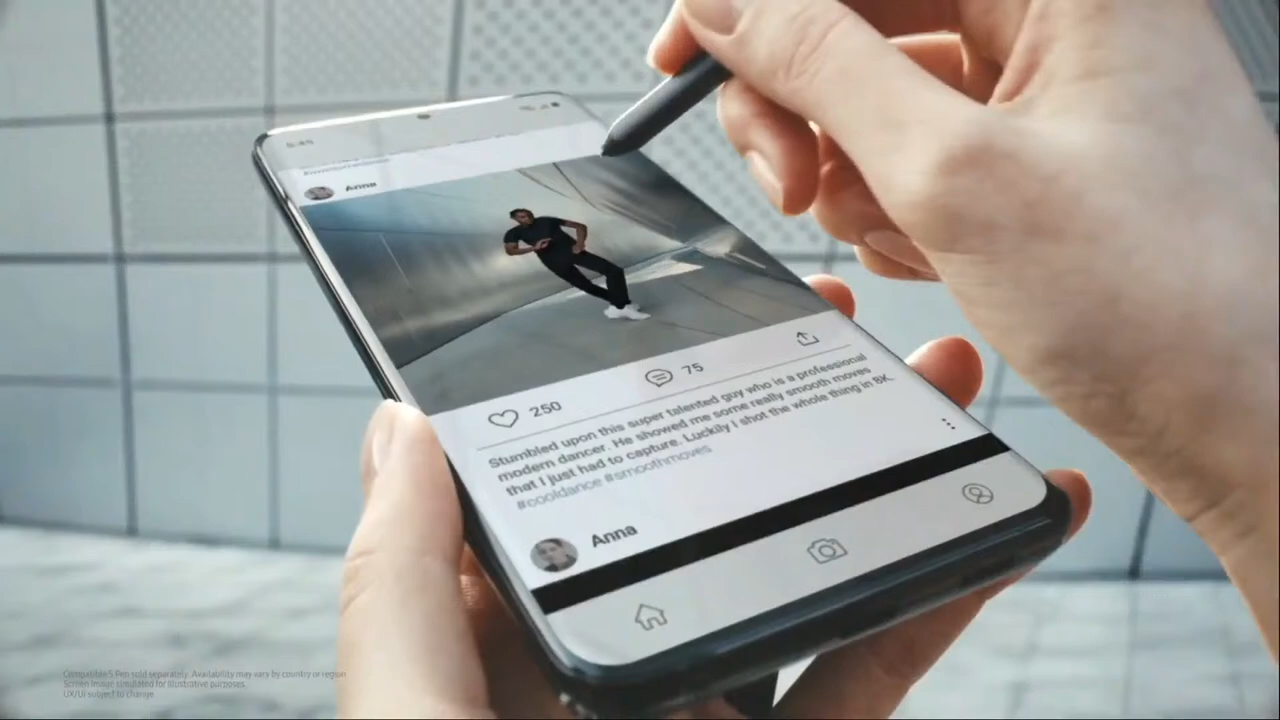 5:45
Anna
250
75
Stumbled upon this super talented guy who is a professional
modern dancer. He showed me some really smooth moves
that I just had to capture. Luckily I shot the whole thing in 8K.
#cooldance #smoothmoves
Anna
Compatible S Pen sold separately. Availability may vary by country or region.
Screen image simulated for illustrative purposes.
UX/UI subject to change.